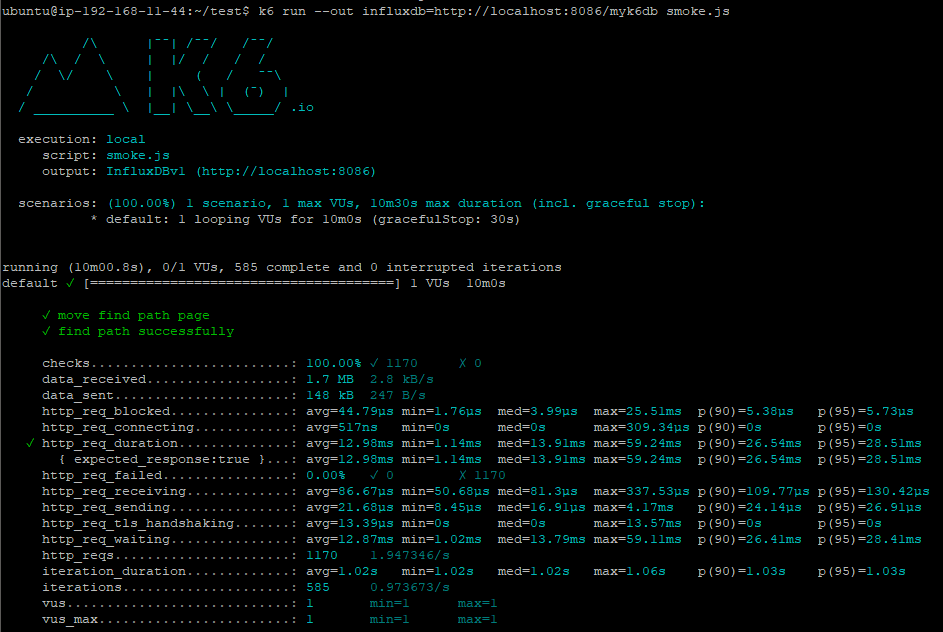 ubuntu@ip-192-168-11-44:~/test$ k6 run --out influxdb=http://localhost:8086/myk6db smoke.js
          /\      |‾‾| /‾‾/   /‾‾/
     /\  /  \     |  |/  /   /  /
    /  \/    \    |     (   /   ‾‾\
   /          \   |  |\  \ |  (‾)  |
  / __________ \  |__| \__\ \_____/ .io
  execution: local
     script: smoke.js
     output: InfluxDBv1 (http://localhost:8086)
  scenarios: (100.00%) 1 scenario, 1 max VUs, 10m30s max duration (incl. graceful stop):
           * default: 1 looping VUs for 10m0s (gracefulStop: 30s)
running (10m00.8s), 0/1 VUs, 585 complete and 0 interrupted iterations
default ✓ [======================================] 1 VUs  10m0s
     ✓ move find path page
     ✓ find path successfully
     checks.........................: 100.00% ✓ 1170     ✗ 0
     data_received..................: 1.7 MB  2.8 kB/s
     data_sent......................: 148 kB  247 B/s
     http_req_blocked...............: avg=44.79µs min=1.76µs  med=3.99µs  max=25.51ms  p(90)=5.38µs   p(95)=5.73µs
     http_req_connecting............: avg=517ns   min=0s      med=0s      max=309.34µs p(90)=0s       p(95)=0s
   ✓ http_req_duration..............: avg=12.98ms min=1.14ms  med=13.91ms max=59.24ms  p(90)=26.54ms  p(95)=28.51ms
       { expected_response:true }...: avg=12.98ms min=1.14ms  med=13.91ms max=59.24ms  p(90)=26.54ms  p(95)=28.51ms
     http_req_failed................: 0.00%   ✓ 0        ✗ 1170
     http_req_receiving.............: avg=86.67µs min=50.68µs med=81.3µs  max=337.53µs p(90)=109.77µs p(95)=130.42µs
     http_req_sending...............: avg=21.68µs min=8.45µs  med=16.91µs max=4.17ms   p(90)=24.14µs  p(95)=26.91µs
     http_req_tls_handshaking.......: avg=13.39µs min=0s      med=0s      max=13.57ms  p(90)=0s       p(95)=0s
     http_req_waiting...............: avg=12.87ms min=1.02ms  med=13.79ms max=59.11ms  p(90)=26.41ms  p(95)=28.41ms
     http_reqs......................: 1170    1.947346/s
     iteration_duration.............: avg=1.02s   min=1.02s   med=1.02s   max=1.06s    p(90)=1.03s    p(95)=1.03s
     iterations.....................: 585     0.973673/s
     vus............................: 1       min=1      max=1
     vus_max........................: 1       min=1      max=1